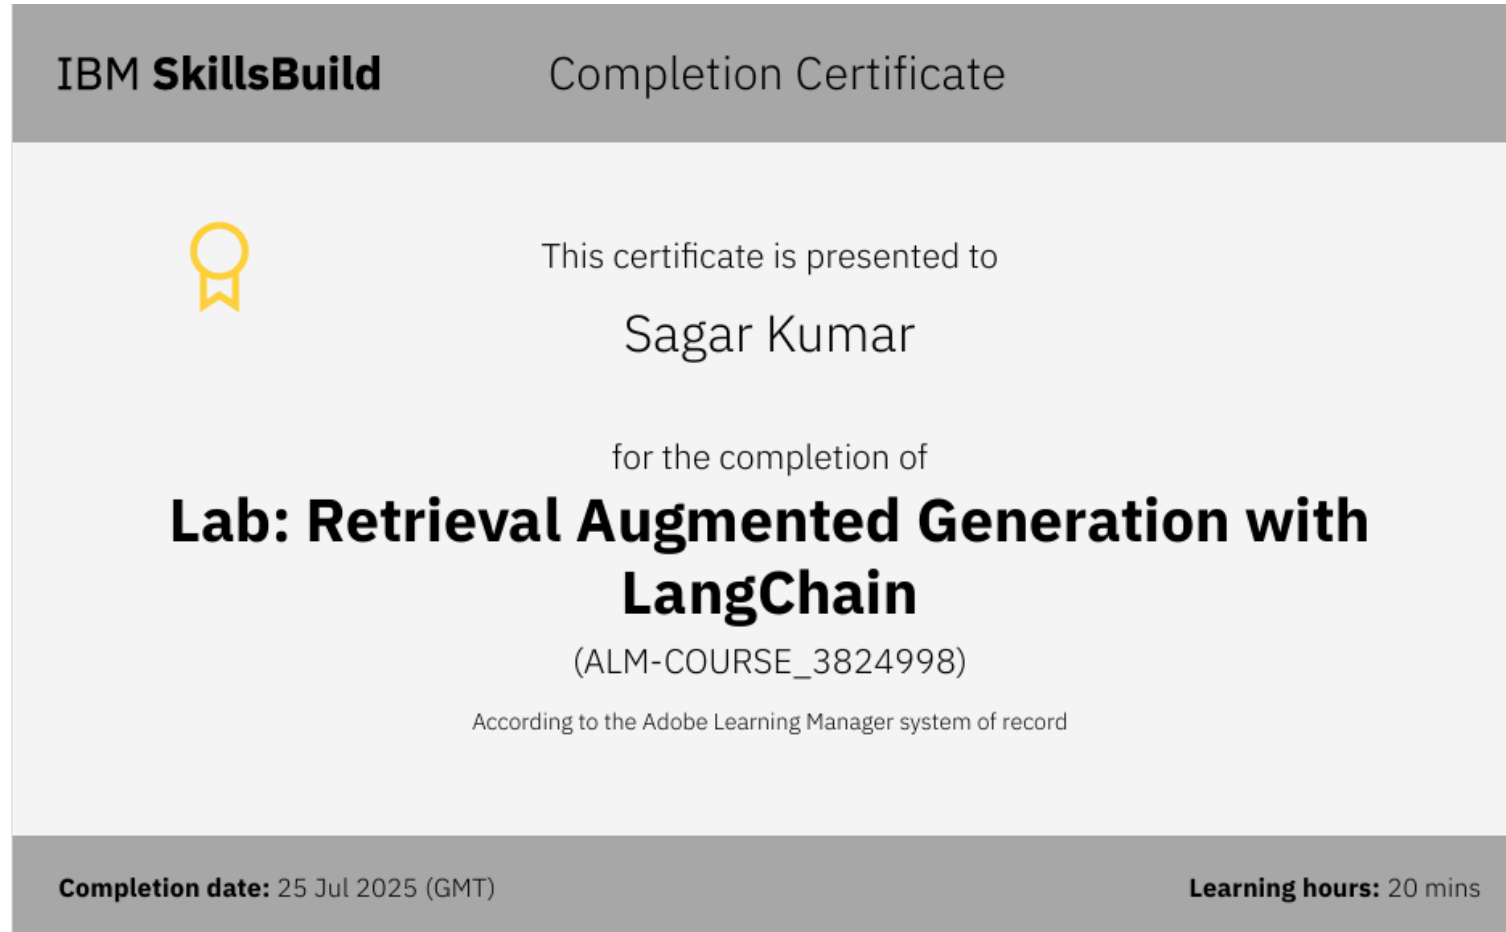 IBM SkillsBuild
Completion Certificate
This certificate is presented to
Sagar Kumar
for the completion of
Lab: Retrieval Augmented Generation with
LangChain
(ALM-COURSE_3824998)
According to the Adobe Learning Manager system of record
Completion date: 25 Jul 2025 (GMT)
Learning hours: 20 mins